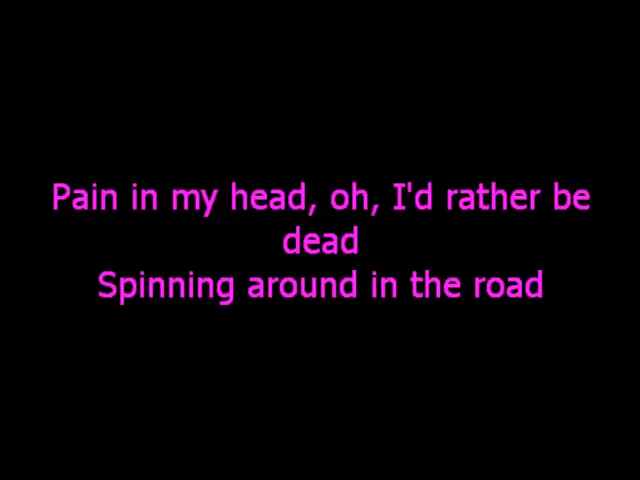 Pain in my head, oh, I'd rather be
dead
Spinning around in the road